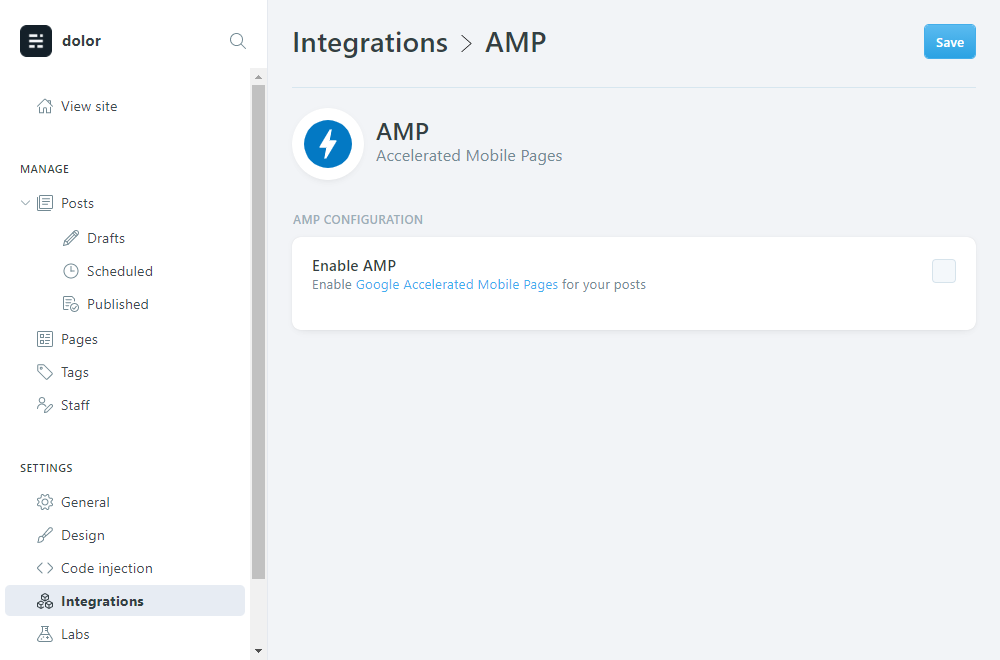 dolor
View site
MANAGE
Posts
Drafts
Scheduled
Published
Pages
Tags
Staff
SETTINGS
General
Design
Code injection
Integrations
Labs
Integrations > AMP
Save
AMP
Accelerated Mobile Pages
AMP CONFIGURATION
Enable AMP
Enable Google Accelerated Mobile Pages for your posts